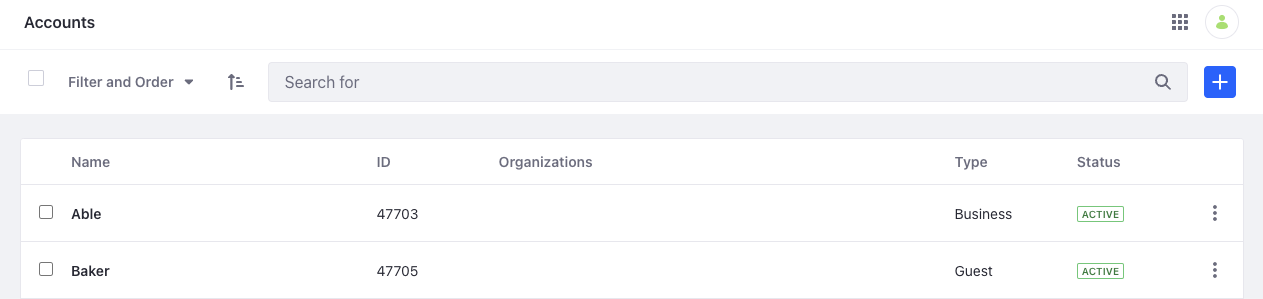 Accounts
Filter and Order
Search for
Name ID Organizations Type Status
Able 47703 Business ACTIVE
Baker 47705 Guest ACTIVE